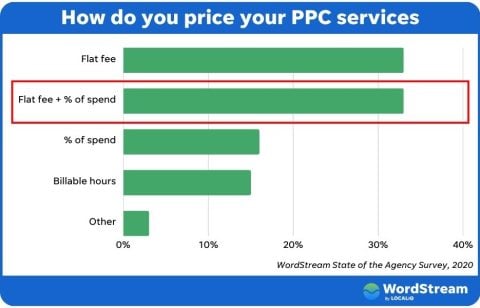 How do you price your PPC services
Flat fee
Flat fee + % of spend
% of spend
Billable hours
Other
0% 10% 20% 30% 40%
WordStream State of the Agency Survey, 2020
WordStream
By LOCALiQ